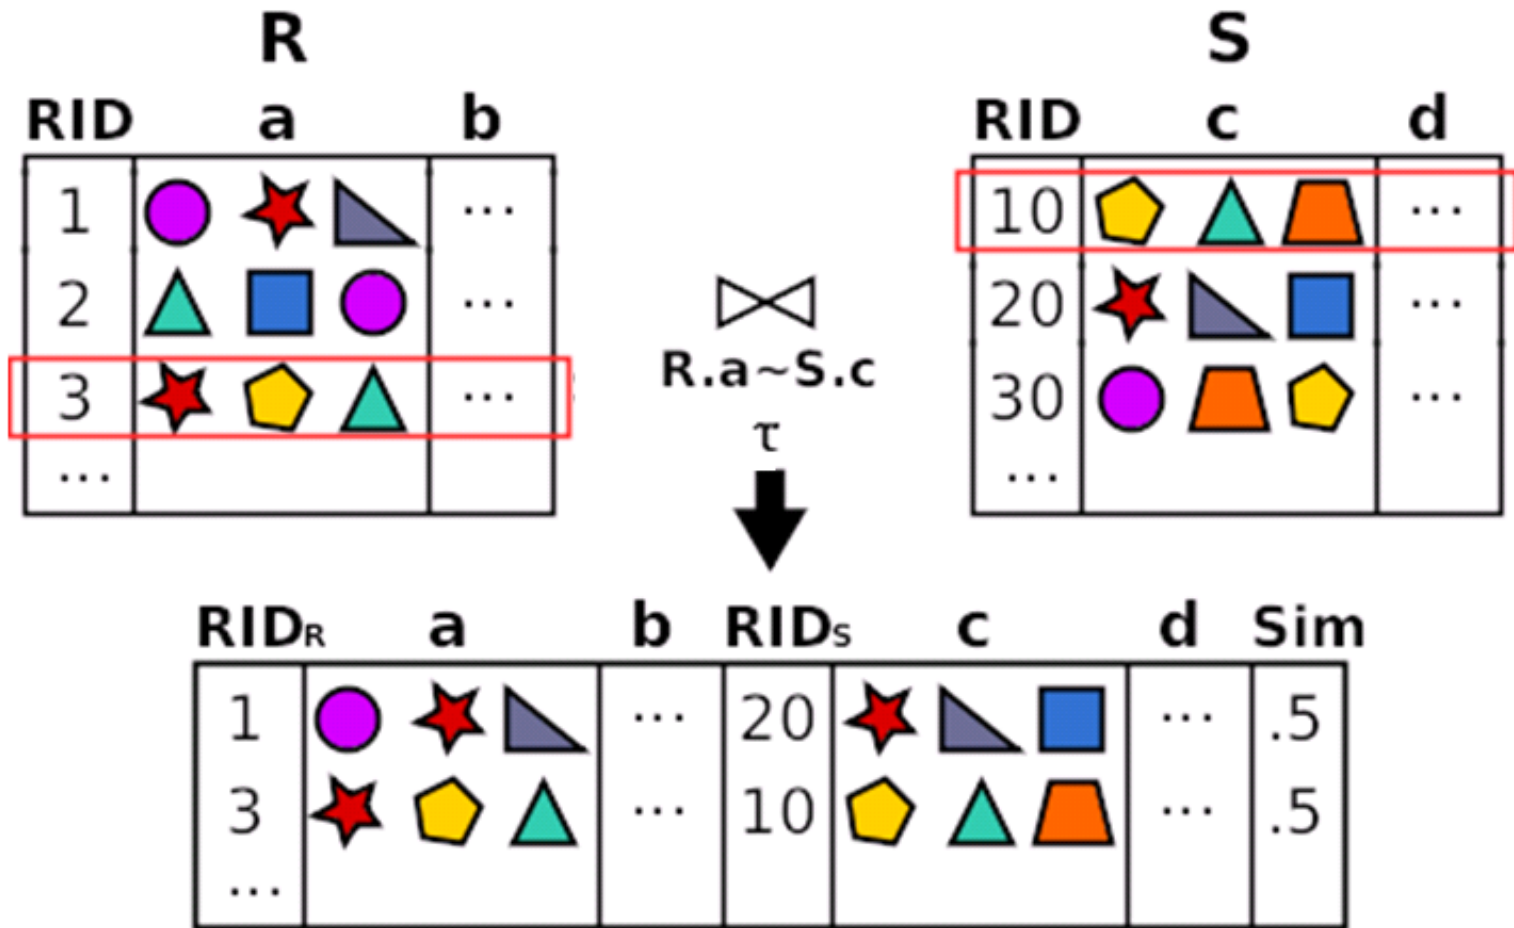 R
S
RID a b
RID c d
1 ...
10 ...
2 ...
20 ...
3 ...
30 ...
...
...
⋈
R.a~S.c
τ
RIDR a b RIDS c d Sim
1 ... 20 ... .5
3 ... 10 ... .5
...